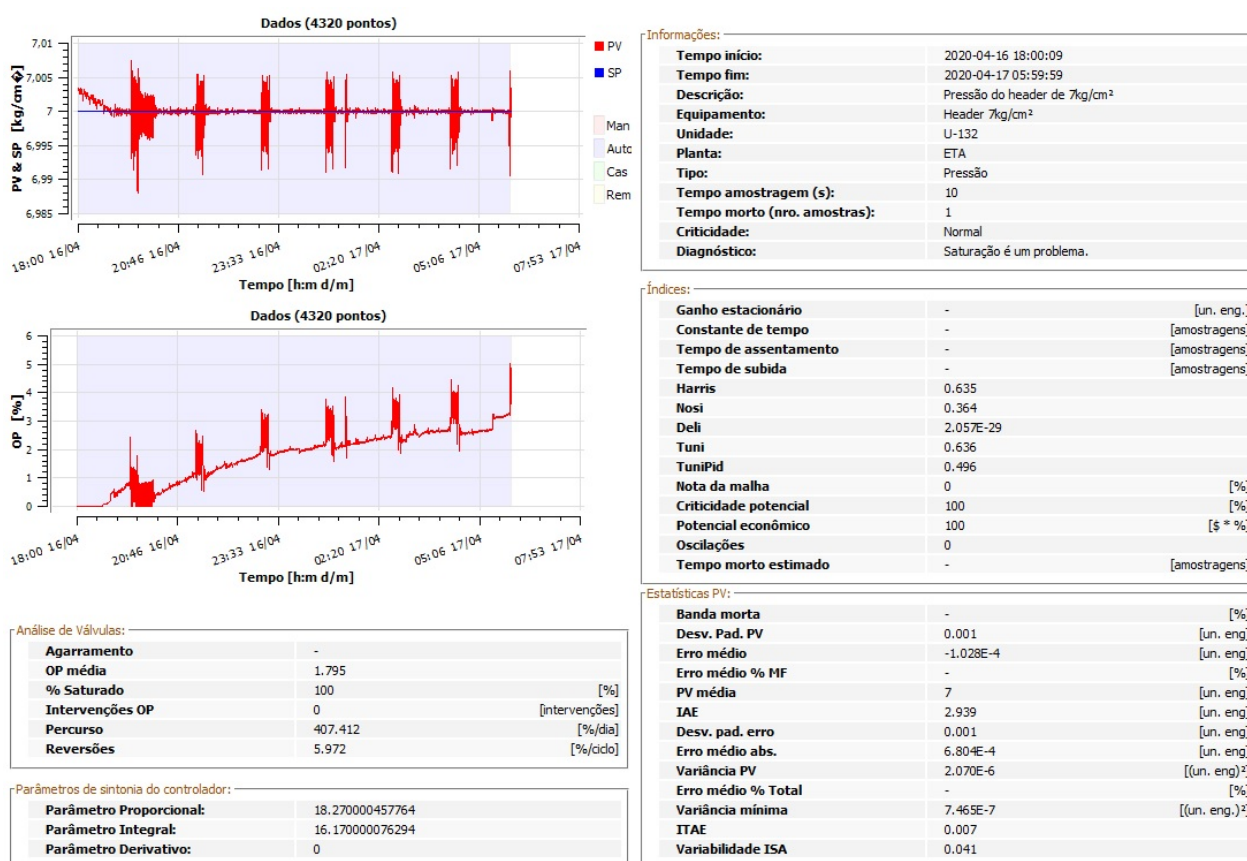 Dados (4320 pontos)
PV & SP [kg/cm�]
7,01
7,005
7
6,995
6,99
6,985
PV
SP
Man
Auto
Cas
Rem
18:00 16/04 20:46 16/04 23:33 16/04 02:20 17/04 05:06 17/04 07:53 17/04
Tempo [h:m d/m]
Dados (4320 pontos)
OP [%]
6
5
4
3
2
1
0
18:00 16/04 20:46 16/04 23:33 16/04 02:20 17/04 05:06 17/04 07:53 17/04
Tempo [h:m d/m]
Análise de Válvulas:
Agarramento -
OP média 1.795
% Saturado 100 [%]
Intervenções OP 0 [intervenções]
Percurso 407.412 [%/dia]
Reversões 5.972 [%/ciclo]
Parâmetros de sintonia do controlador:
Parâmetro Proporcional: 18.270000457764
Parâmetro Integral: 16.170000076294
Parâmetro Derivativo: 0
Informações:
Tempo início: 2020-04-16 18:00:09
Tempo fim: 2020-04-17 05:59:59
Descrição: Pressão do header de 7kg/cm²
Equipamento: Header 7kg/cm²
Unidade: U-132
Planta: ETA
Tipo: Pressão
Tempo amostragem (s): 10
Tempo morto (nro. amostras): 1
Criticidade: Normal
Diagnóstico: Saturação é um problema.
Índices:
Ganho estacionário - [un. eng.]
Constante de tempo - [amostragens]
Tempo de assentamento - [amostragens]
Tempo de subida - [amostragens]
Harris 0.635
Nosi 0.364
Deli 2.057E-29
Tuni 0.636
TuniPid 0.496
Nota da malha 0 [%]
Criticidade potencial 100 [%]
Potencial econômico 100 [$ * %]
Oscilações 0
Tempo morto estimado - [amostragens]
Estatísticas PV:
Banda morta - [%]
Desv. Pad. PV 0.001 [un. eng]
Erro médio -1.028E-4 [un. eng]
Erro médio % MF - [%]
PV média 7 [un. eng]
IAE 2.939 [un. eng]
Desv. pad. erro 0.001 [un. eng]
Erro médio abs. 6.804E-4 [un. eng]
Variância PV 2.070E-6 [(un. eng)²]
Erro médio % Total - [%]
Variância mínima 7.465E-7 [(un. eng.)²]
ITAE 0.007
Variabilidade ISA 0.041